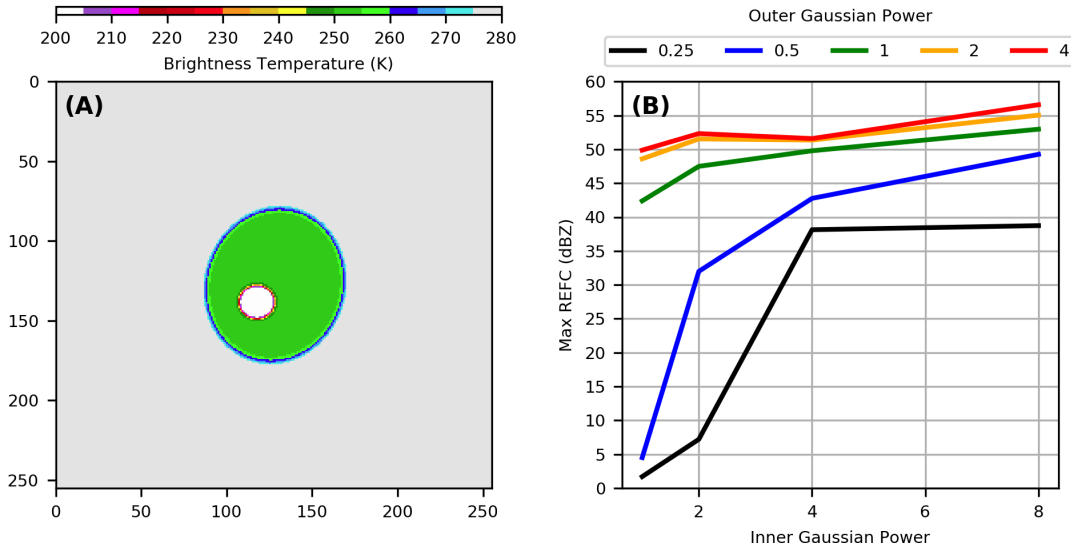 200 210 220 230 240 250 260 270 280
Brightness Temperature (K)
(A)
0
50
100
150
200
250
0 50 100 150 200 250
Outer Gaussian Power
0.25 0.5 1 2 4
(B)
Max REFC (dBZ)
60
55
50
45
40
35
30
25
20
15
10
5
0
2 4 6 8
Inner Gaussian Power